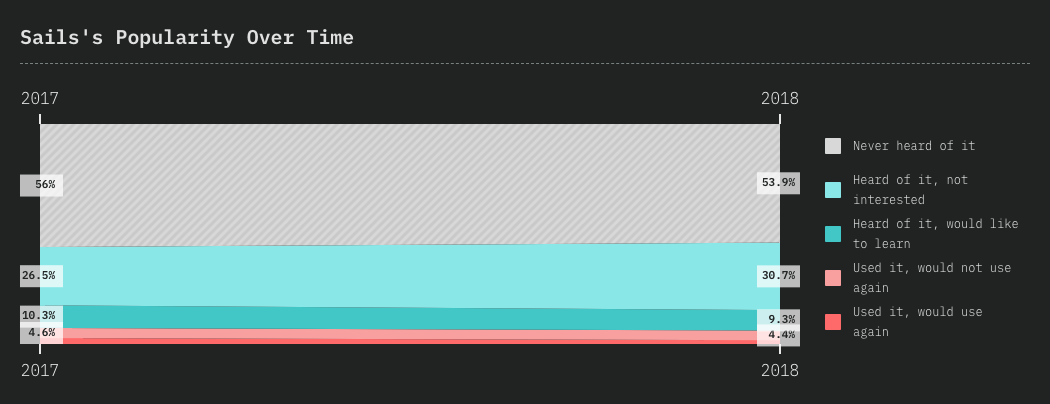 Sails's Popularity Over Time
2017
2018
56%
53.9%
26.5%
30.7%
10.3%
9.3%
4.6%
4.4%
2017
2018
Never heard of it
Heard of it, not
interested
Heard of it, would like
to learn
Used it, would not use
again
Used it, would use
again